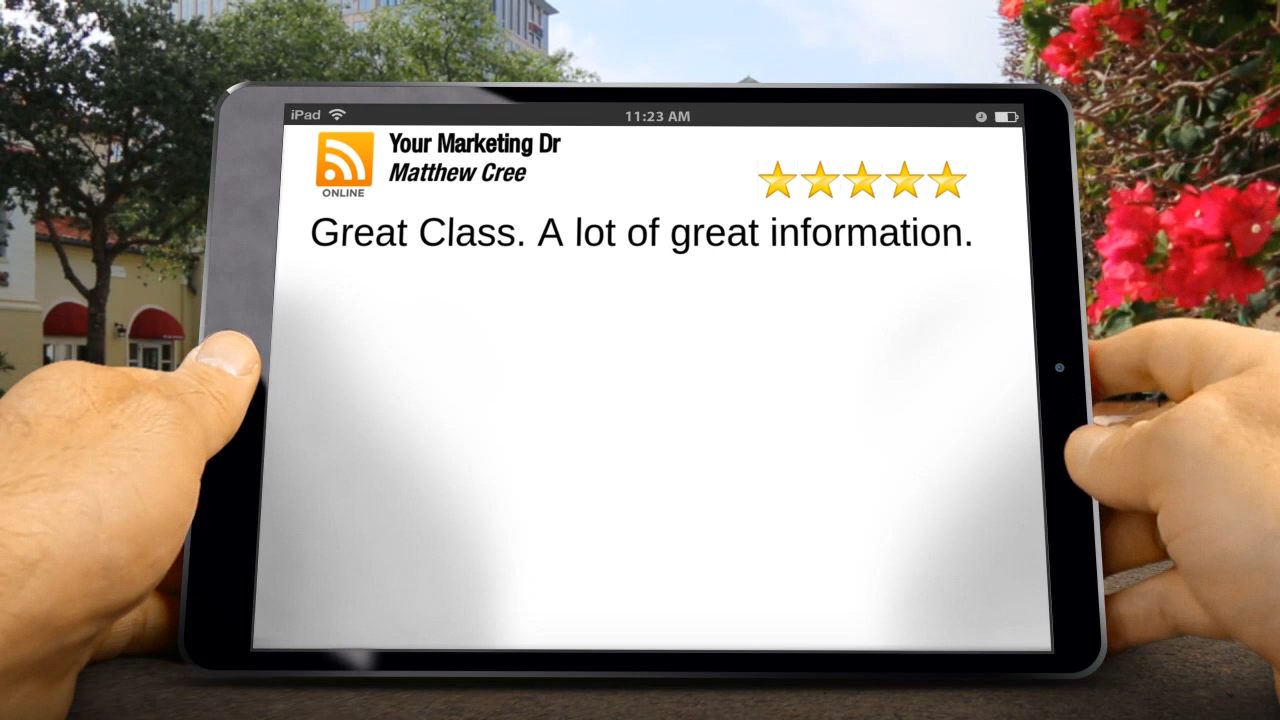 iPad 11:23 AM
Your Marketing Dr
Matthew Cree
ONLINE
Great Class. A lot of great information.